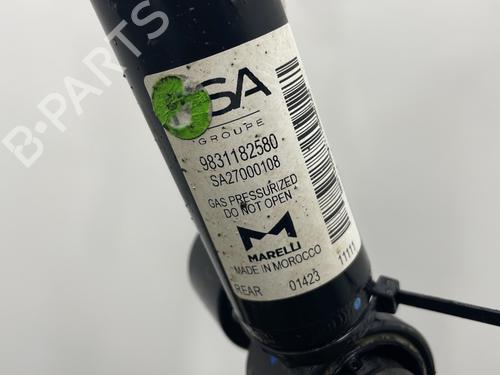 B-PARTS
SA
GROUPE
9831182580
SA27000108
GAS PRESSURIZED
DO NOT OPEN
MARELLI
MADE IN MOROCCO
REAR 01423 11111